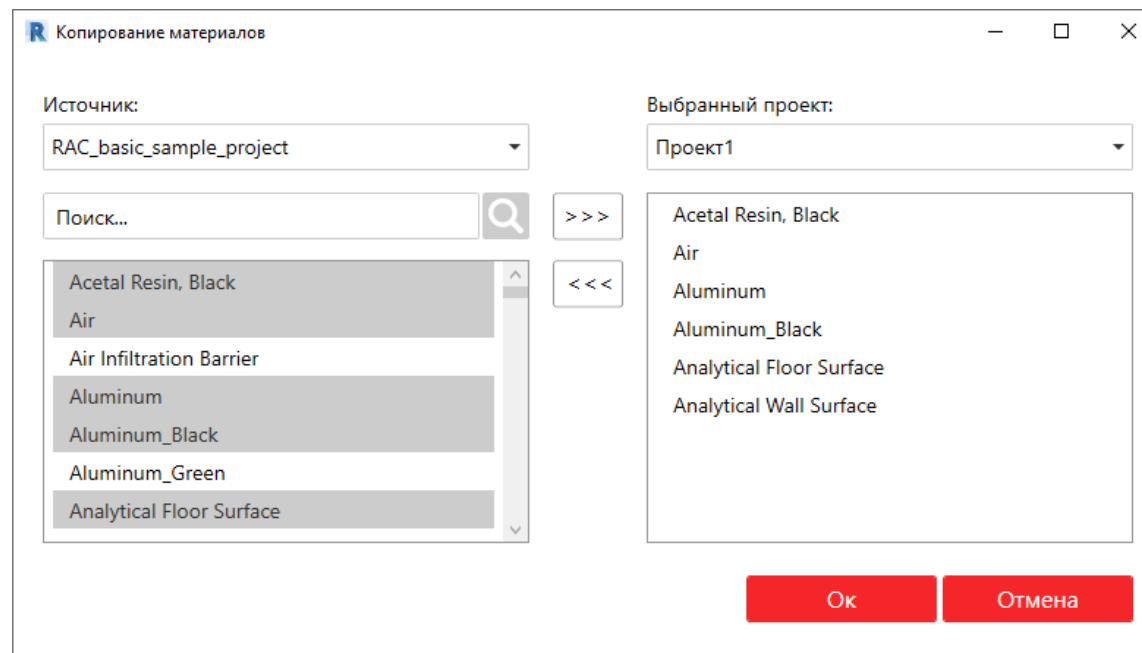 Копирование материалов
Источник:
RAC_basic_sample_project
Поиск...
Acetal Resin, Black
Air
Air Infiltration Barrier
Aluminum
Aluminum_Black
Aluminum_Green
Analytical Floor Surface
>>>
<<<
Выбранный проект:
Проект1
Acetal Resin, Black
Air
Aluminum
Aluminum_Black
Analytical Floor Surface
Analytical Wall Surface
Ок
Отмена